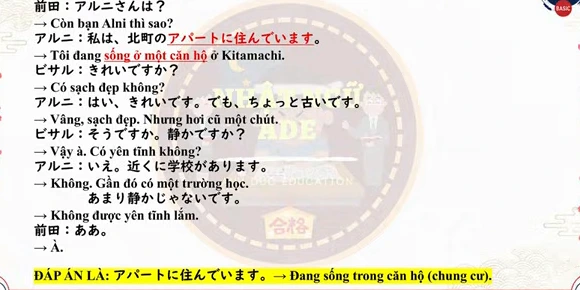 前田：アルニさんは？
→ Còn bạn Alni thì sao?
アルニ：私は、北町のアパートに住んでいます。
→ Tôi đang sống ở một căn hộ ở Kitamachi.
ビサル：きれいですか？
→ Có sạch đẹp không?
アルニ：はい、きれいです。でも、ちょっと古いです。
→ Vâng, sạch đẹp. Nhưng hơi cũ một chút.
ビサル：そうですか。静かですか？
→ Vậy à. Có yên tĩnh không?
アルニ：いえ。近くに学校があります。
→ Không. Gần đó có một trường học.
あまり静かじゃないです。
→ Không được yên tĩnh lắm.
前田：ああ。
→ À.
ĐÁP ÁN LÀ: アパートに住んでいます。→ Đang sống trong căn hộ (chung cư).
BASIC
NHẬT NGỮ
ADE
EDUCATION
合格